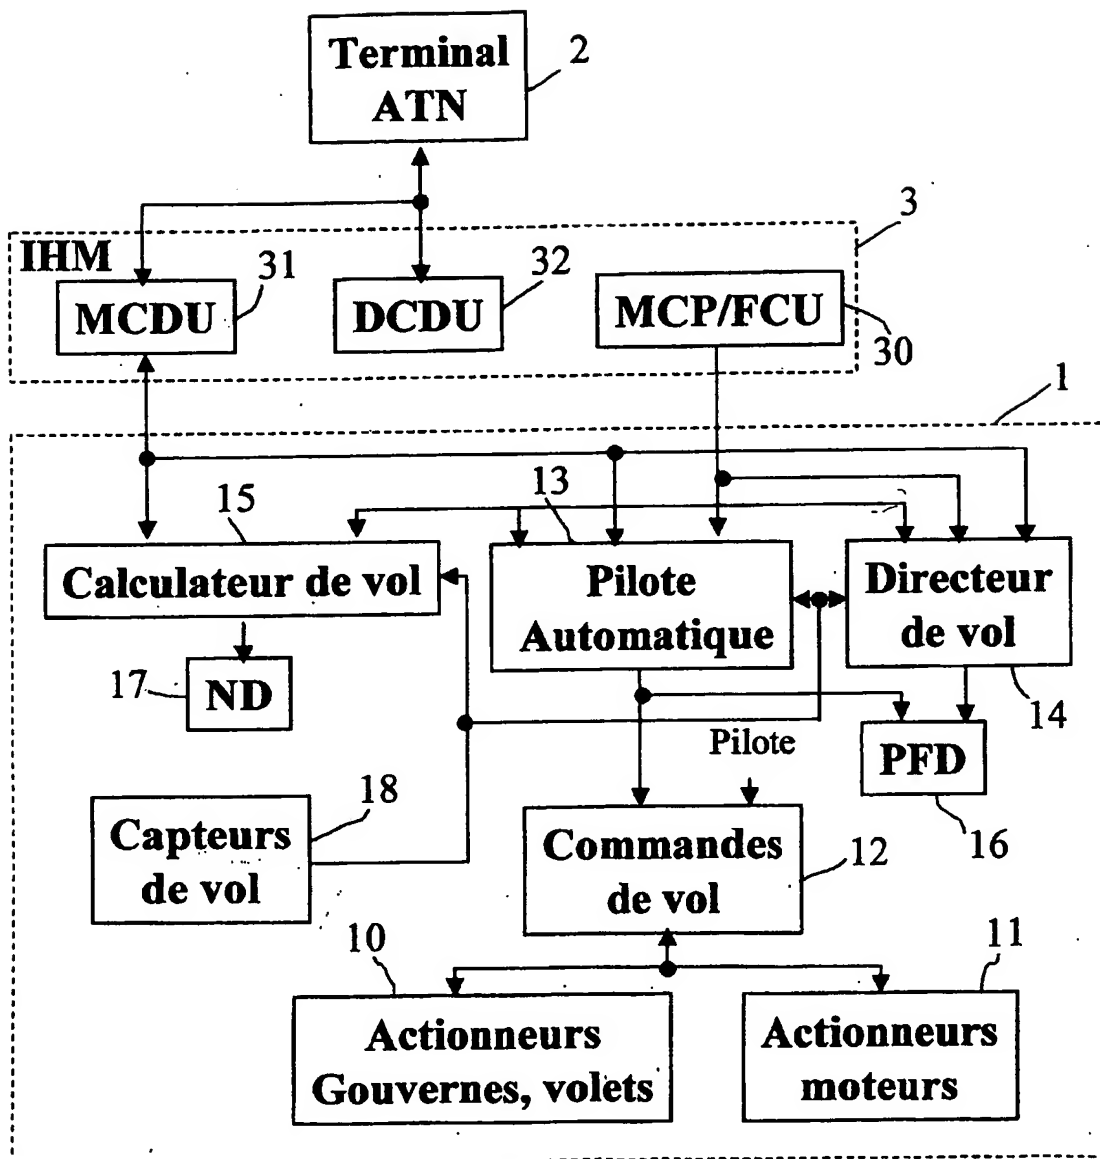 Terminal
ATN
2
3
IHM
31
32
MCDU
DCDU
MCP/FCU
30
1
15
13
Calculateur de vol
Pilote
Automatique
Directeur
de vol
17
ND
14
Pilote
PFD
18
Capteurs
de vol
Commandes
de vol
12
16
10
11
Actionneurs
Gouvernes, volets
Actionneurs
moteurs